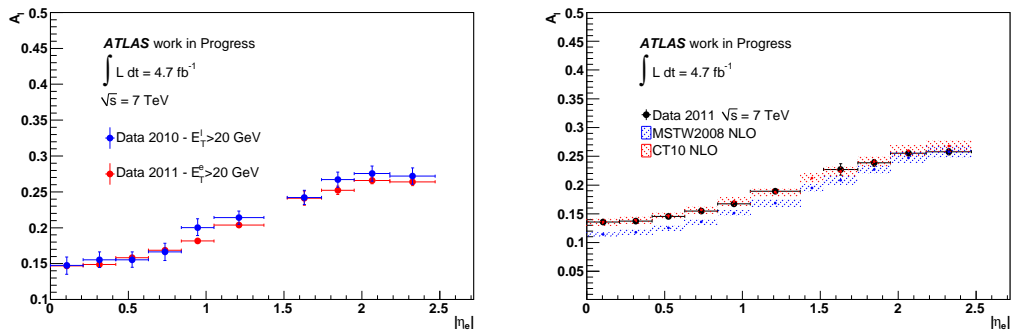 A_l
0.5
0.45
0.4
0.35
0.3
0.25
0.2
0.15
0.1
ATLAS work in Progress
∫ L dt = 4.7 fb⁻¹
√s = 7 TeV
Data 2010 - E_T^l>20 GeV
Data 2011 - E_T^e>20 GeV
0 0.5 1 1.5 2 2.5
|η_e|
A_l
0.5
0.45
0.4
0.35
0.3
0.25
0.2
0.15
0.1
0.05
ATLAS work in Progress
∫ L dt = 4.7 fb⁻¹
Data 2011 √s = 7 TeV
MSTW2008 NLO
CT10 NLO
0 0.5 1 1.5 2 2.5
|η_e|